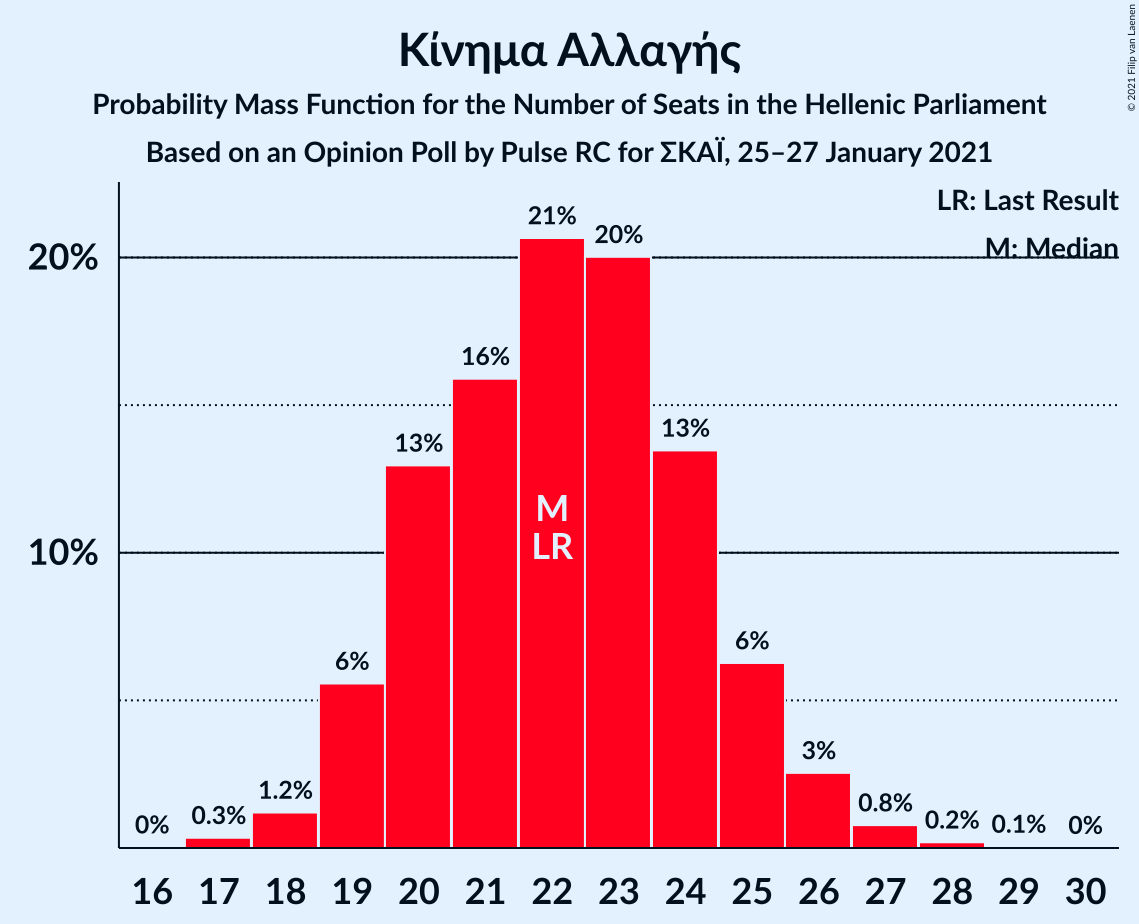 Κίνημα Αλλαγής
Probability Mass Function for the Number of Seats in the Hellenic Parliament
Based on an Opinion Poll by Pulse RC for ΣΚΑΪ, 25–27 January 2021
© 2021 Filip van Laenen
LR: Last Result
M: Median
20%
10%
0%
0.3%
1.2%
6%
13%
16%
21%
20%
13%
6%
3%
0.8%
0.2%
0.1%
0%
M
LR
16 17 18 19 20 21 22 23 24 25 26 27 28 29 30